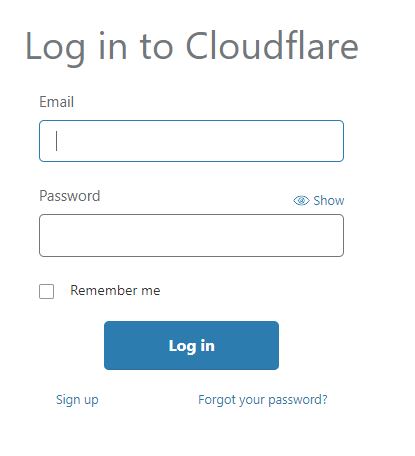 Log in to Cloudflare
Email
Password
Show
Remember me
Log in
Sign up
Forgot your password?